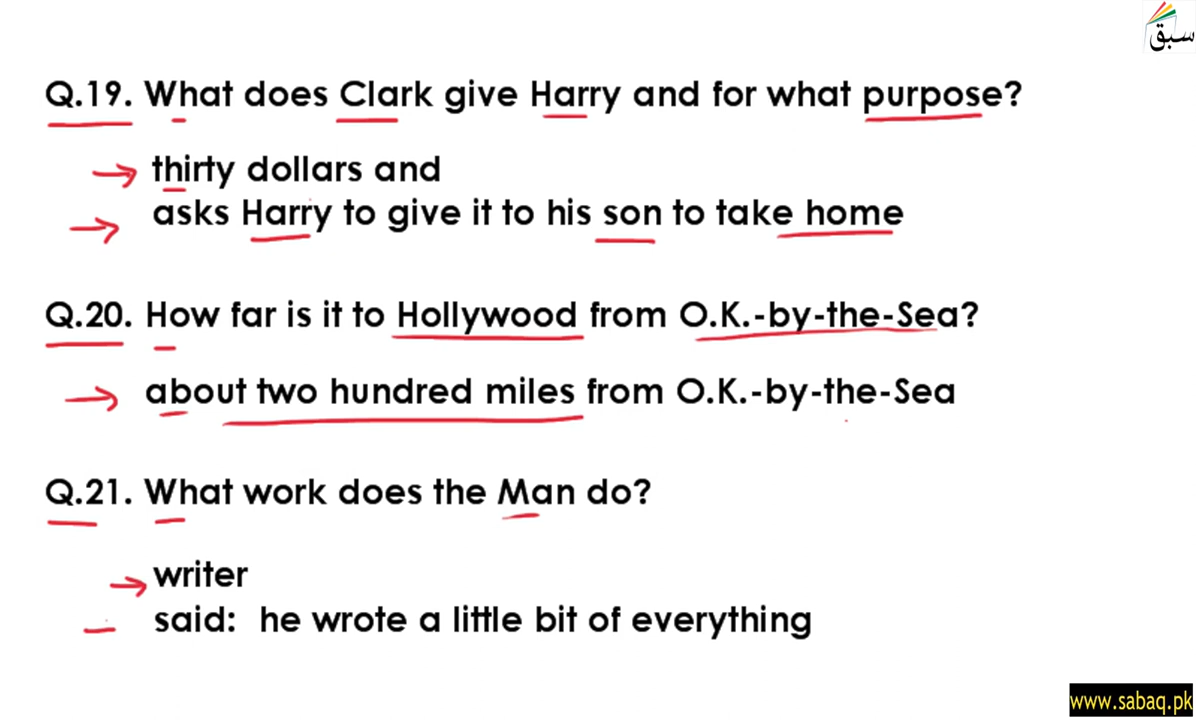 سبق
Q.19. What does Clark give Harry and for what purpose?
thirty dollars and
asks Harry to give it to his son to take home
Q.20. How far is it to Hollywood from O.K.-by-the-Sea?
about two hundred miles from O.K.-by-the-Sea
Q.21. What work does the Man do?
writer
said: he wrote a little bit of everything
www.sabaq.pk